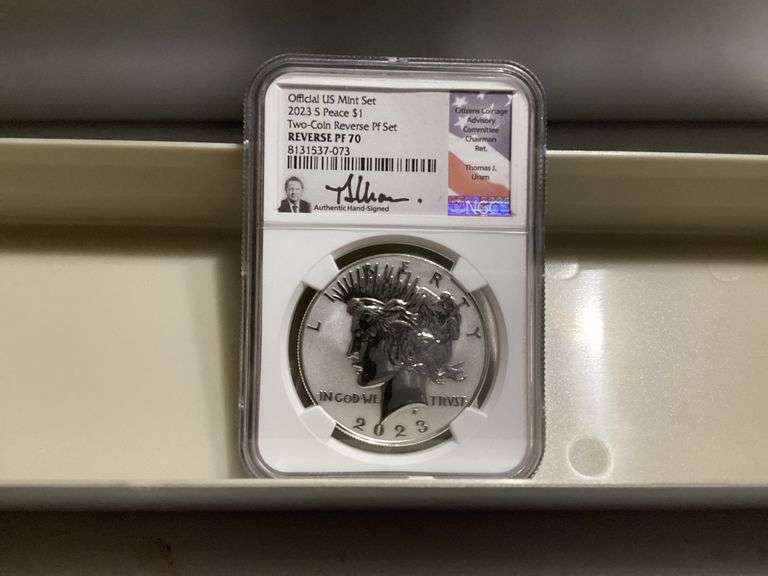 Official US Mint Set
2023 S Peace $1
Two-Coin Reverse Pf Set
REVERSE PF 70
8131537-073
Authentic Hand-Signed
Citizens Coinage
Advisory
Committee
Chairman
Ret.
Thomas J.
Uram
NGC
LIBERTY
IN GOD WE TRVST
2023